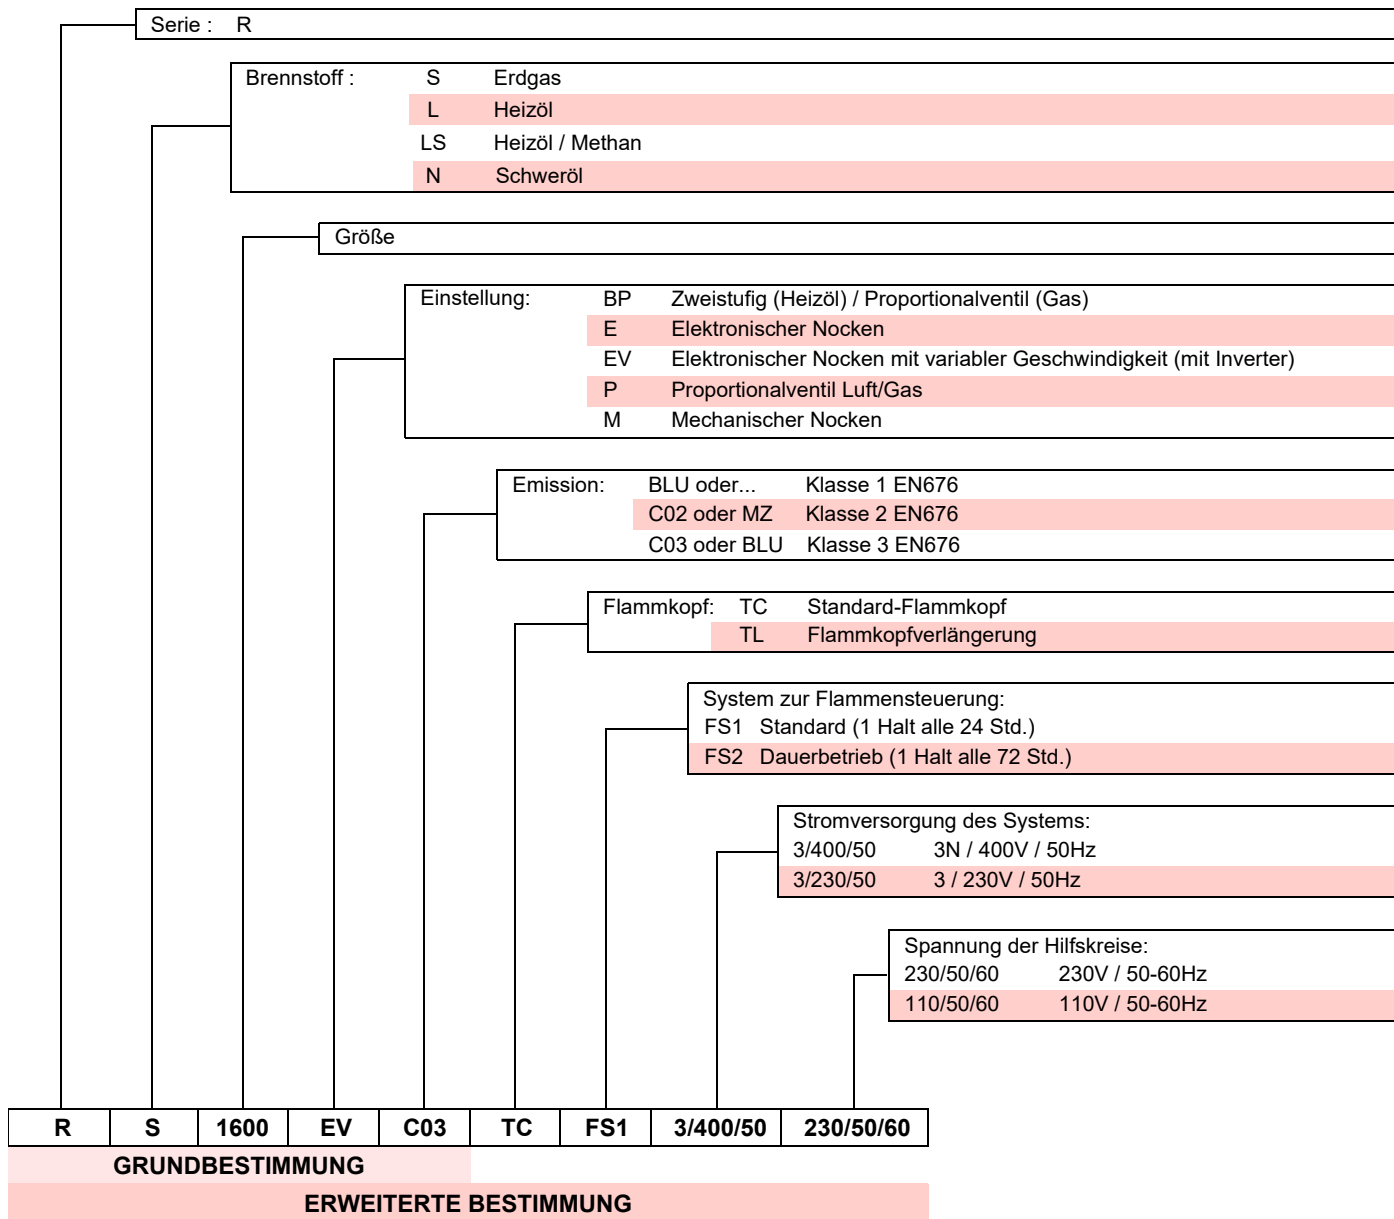 Serie : R
Brennstoff : S Erdgas
L Heizöl
LS Heizöl / Methan
N Schweröl
Größe
Einstellung: BP Zweistufig (Heizöl) / Proportionalventil (Gas)
E Elektronischer Nocken
EV Elektronischer Nocken mit variabler Geschwindigkeit (mit Inverter)
P Proportionalventil Luft/Gas
M Mechanischer Nocken
Emission: BLU oder... Klasse 1 EN676
C02 oder MZ Klasse 2 EN676
C03 oder BLU Klasse 3 EN676
Flammkopf: TC Standard-Flammkopf
TL Flammkopfverlängerung
System zur Flammensteuerung:
FS1 Standard (1 Halt alle 24 Std.)
FS2 Dauerbetrieb (1 Halt alle 72 Std.)
Stromversorgung des Systems:
3/400/50 3N / 400V / 50Hz
3/230/50 3 / 230V / 50Hz
Spannung der Hilfskreise:
230/50/60 230V / 50-60Hz
110/50/60 110V / 50-60Hz
R S 1600 EV C03 TC FS1 3/400/50 230/50/60
GRUNDBESTIMMUNG
ERWEITERTE BESTIMMUNG